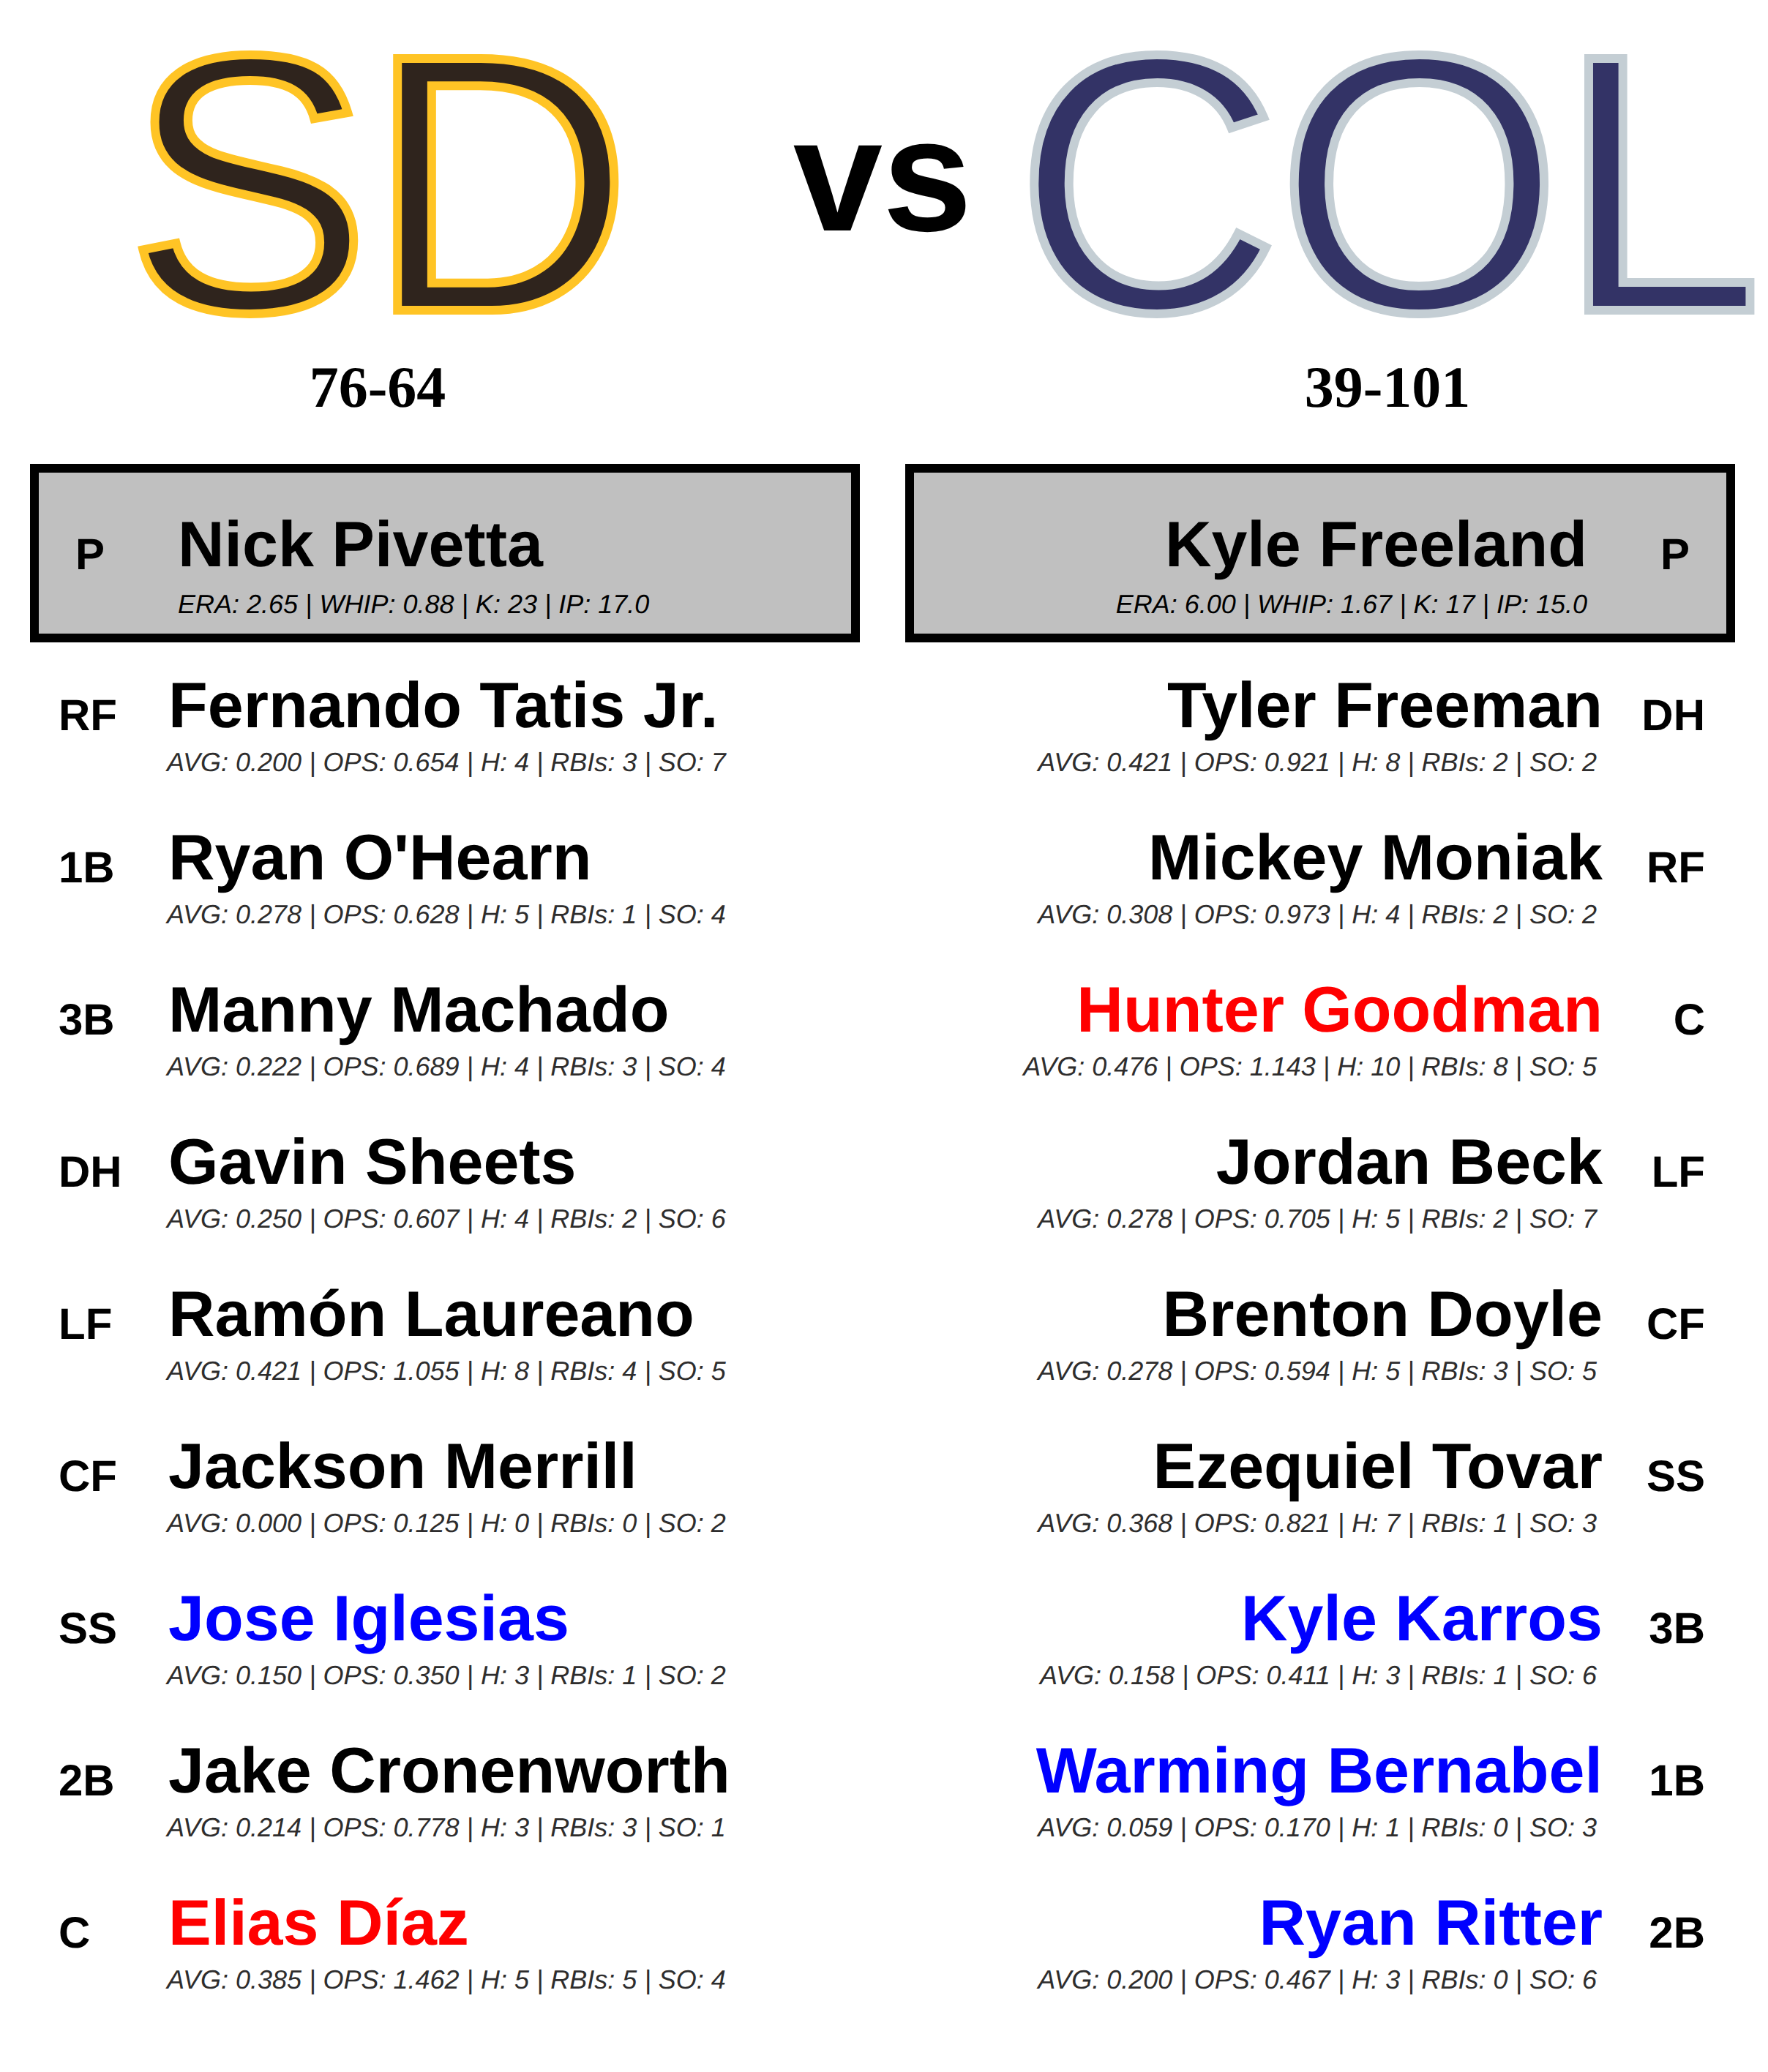 SD vs COL
76-64
39-101
P Nick Pivetta
ERA: 2.65 | WHIP: 0.88 | K: 23 | IP: 17.0
Kyle Freeland P
ERA: 6.00 | WHIP: 1.67 | K: 17 | IP: 15.0
RF Fernando Tatis Jr.
AVG: 0.200 | OPS: 0.654 | H: 4 | RBIs: 3 | SO: 7
1B Ryan O'Hearn
AVG: 0.278 | OPS: 0.628 | H: 5 | RBIs: 1 | SO: 4
3B Manny Machado
AVG: 0.222 | OPS: 0.689 | H: 4 | RBIs: 3 | SO: 4
DH Gavin Sheets
AVG: 0.250 | OPS: 0.607 | H: 4 | RBIs: 2 | SO: 6
LF Ramón Laureano
AVG: 0.421 | OPS: 1.055 | H: 8 | RBIs: 4 | SO: 5
CF Jackson Merrill
AVG: 0.000 | OPS: 0.125 | H: 0 | RBIs: 0 | SO: 2
SS Jose Iglesias
AVG: 0.150 | OPS: 0.350 | H: 3 | RBIs: 1 | SO: 2
2B Jake Cronenworth
AVG: 0.214 | OPS: 0.778 | H: 3 | RBIs: 3 | SO: 1
C Elias Díaz
AVG: 0.385 | OPS: 1.462 | H: 5 | RBIs: 5 | SO: 4
Tyler Freeman DH
AVG: 0.421 | OPS: 0.921 | H: 8 | RBIs: 2 | SO: 2
Mickey Moniak RF
AVG: 0.308 | OPS: 0.973 | H: 4 | RBIs: 2 | SO: 2
Hunter Goodman C
AVG: 0.476 | OPS: 1.143 | H: 10 | RBIs: 8 | SO: 5
Jordan Beck LF
AVG: 0.278 | OPS: 0.705 | H: 5 | RBIs: 2 | SO: 7
Brenton Doyle CF
AVG: 0.278 | OPS: 0.594 | H: 5 | RBIs: 3 | SO: 5
Ezequiel Tovar SS
AVG: 0.368 | OPS: 0.821 | H: 7 | RBIs: 1 | SO: 3
Kyle Karros 3B
AVG: 0.158 | OPS: 0.411 | H: 3 | RBIs: 1 | SO: 6
Warming Bernabel 1B
AVG: 0.059 | OPS: 0.170 | H: 1 | RBIs: 0 | SO: 3
Ryan Ritter 2B
AVG: 0.200 | OPS: 0.467 | H: 3 | RBIs: 0 | SO: 6